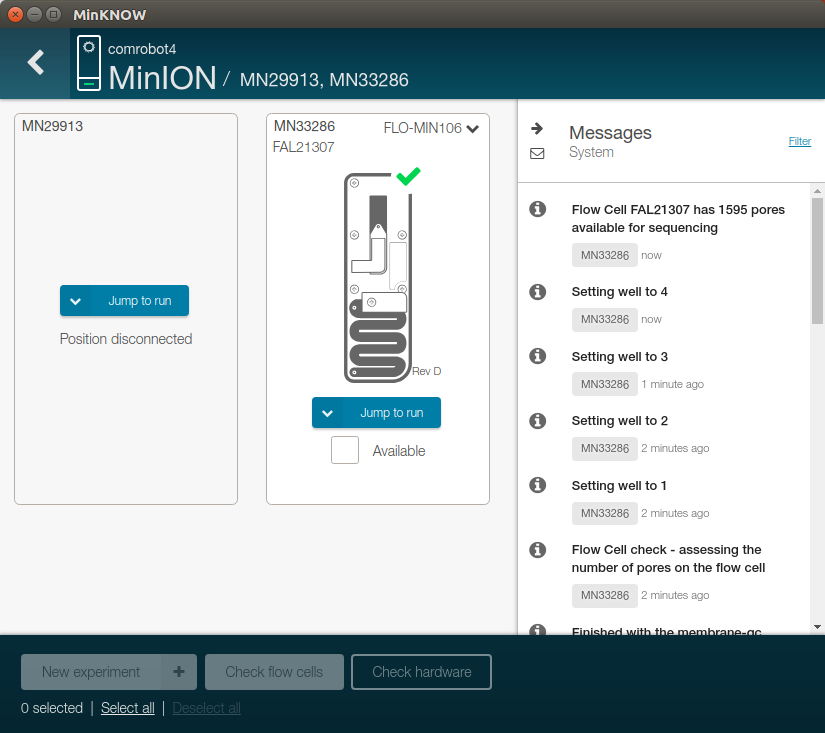 MinKNOW
comrobot4
MinION / MN29913, MN33286
MN29913
Jump to run
Position disconnected
MN33286 FLO-MIN106
FAL21307
Rev D
Jump to run
Available
Messages
System
Filter
Flow Cell FAL21307 has 1595 pores
available for sequencing
MN33286 now
Setting well to 4
MN33286 now
Setting well to 3
MN33286 1 minute ago
Setting well to 2
MN33286 2 minutes ago
Setting well to 1
MN33286 2 minutes ago
Flow Cell check - assessing the
number of pores on the flow cell
MN33286 2 minutes ago
Finished with the membrane-qc
New experiment +
Check flow cells
Check hardware
0 selected | Select all | Deselect all